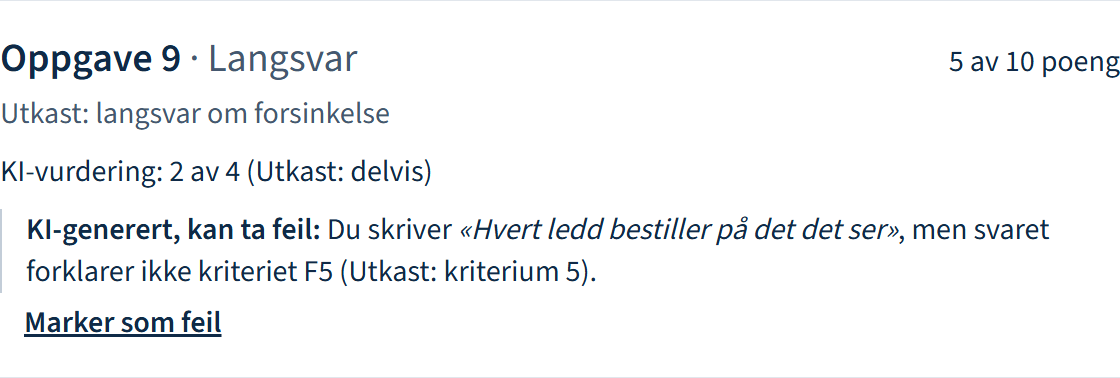 Oppgave 9 · Langsvar
5 av 10 poeng
Utkast: langsvar om forsinkelse
KI-vurdering: 2 av 4 (Utkast: delvis)
KI-generert, kan ta feil: Du skriver «Hvert ledd bestiller på det det ser», men svaret
forklarer ikke kriteriet F5 (Utkast: kriterium 5).
Marker som feil